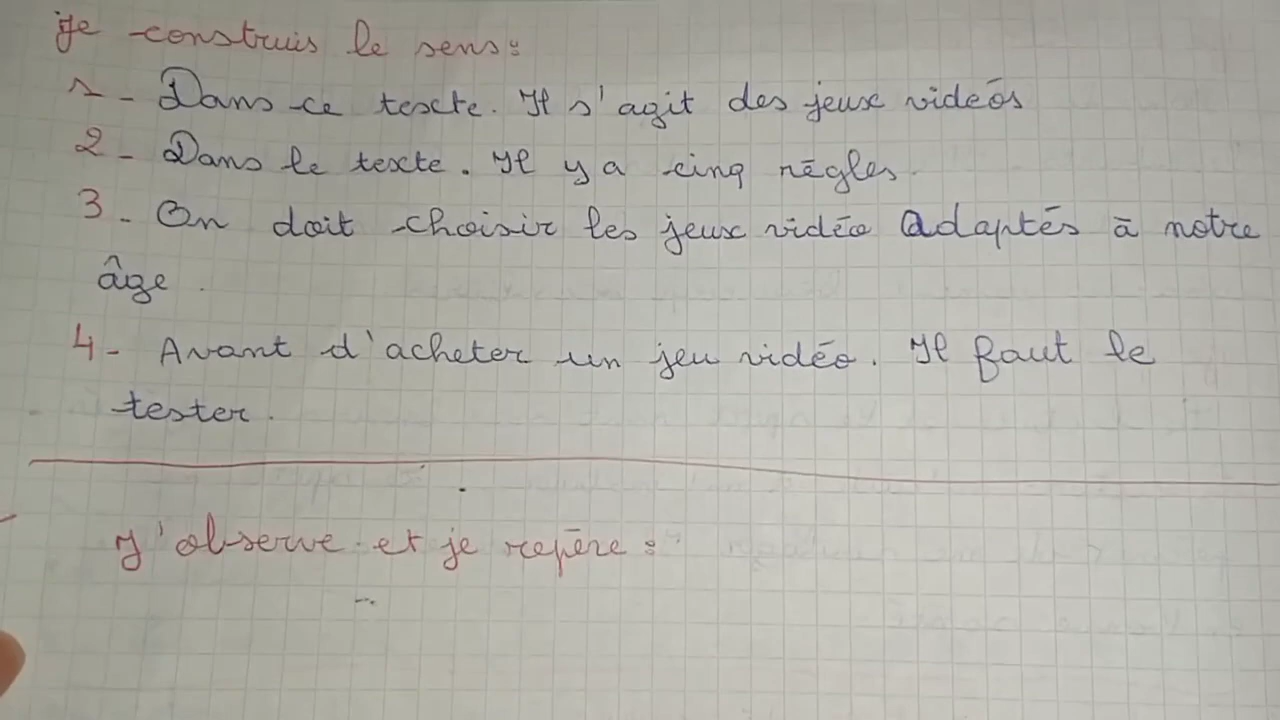 Je construis le sens :
1 - Dans ce texte. Il s'agit des jeux vidéos
2 - Dans le texte. Il y a cinq règles.
3 - On doit choisir les jeux vidéo adaptés à notre
âge.
4 - Avant d'acheter un jeu vidéo. Il faut le
tester.
J'observe et je repère :